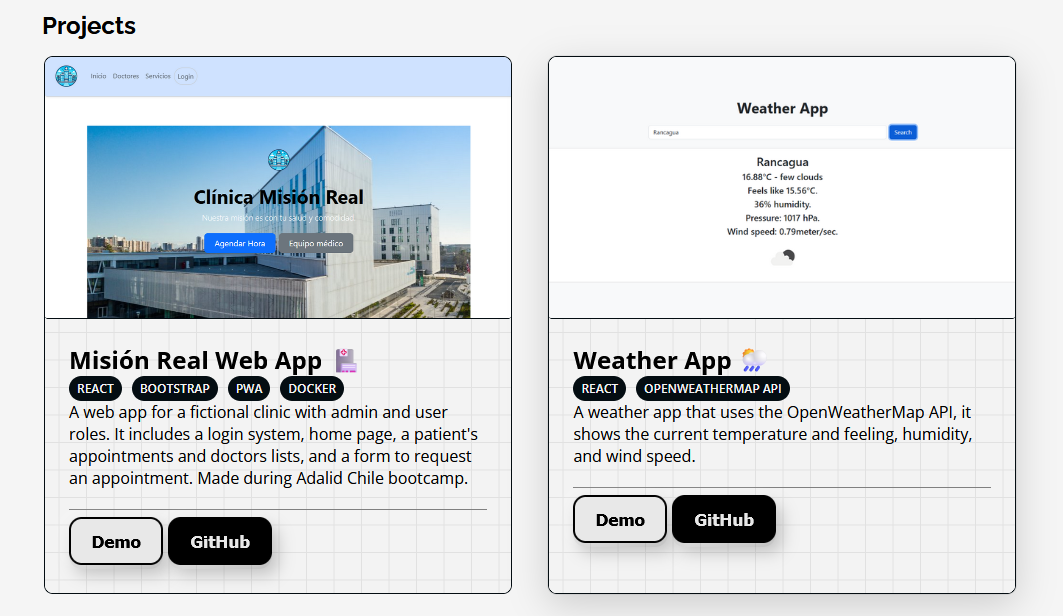 Projects
Inicio Doctores Servicios Login
Clínica Misión Real
Nuestra misión es con tu salud y comodidad.
Agendar Hora Equipo médico
Misión Real Web App
REACT BOOTSTRAP PWA DOCKER
A web app for a fictional clinic with admin and user
roles. It includes a login system, home page, a patient's
appointments and doctors lists, and a form to request
an appointment. Made during Adalid Chile bootcamp.
Demo GitHub
Weather App
Rancagua Search
Rancagua
16.88°C - few clouds
Feels like 15.56°C.
36% humidity.
Pressure: 1017 hPa.
Wind speed: 0.79meter/sec.
Weather App
REACT OPENWEATHERMAP API
A weather app that uses the OpenWeatherMap API, it
shows the current temperature and feeling, humidity,
and wind speed.
Demo GitHub